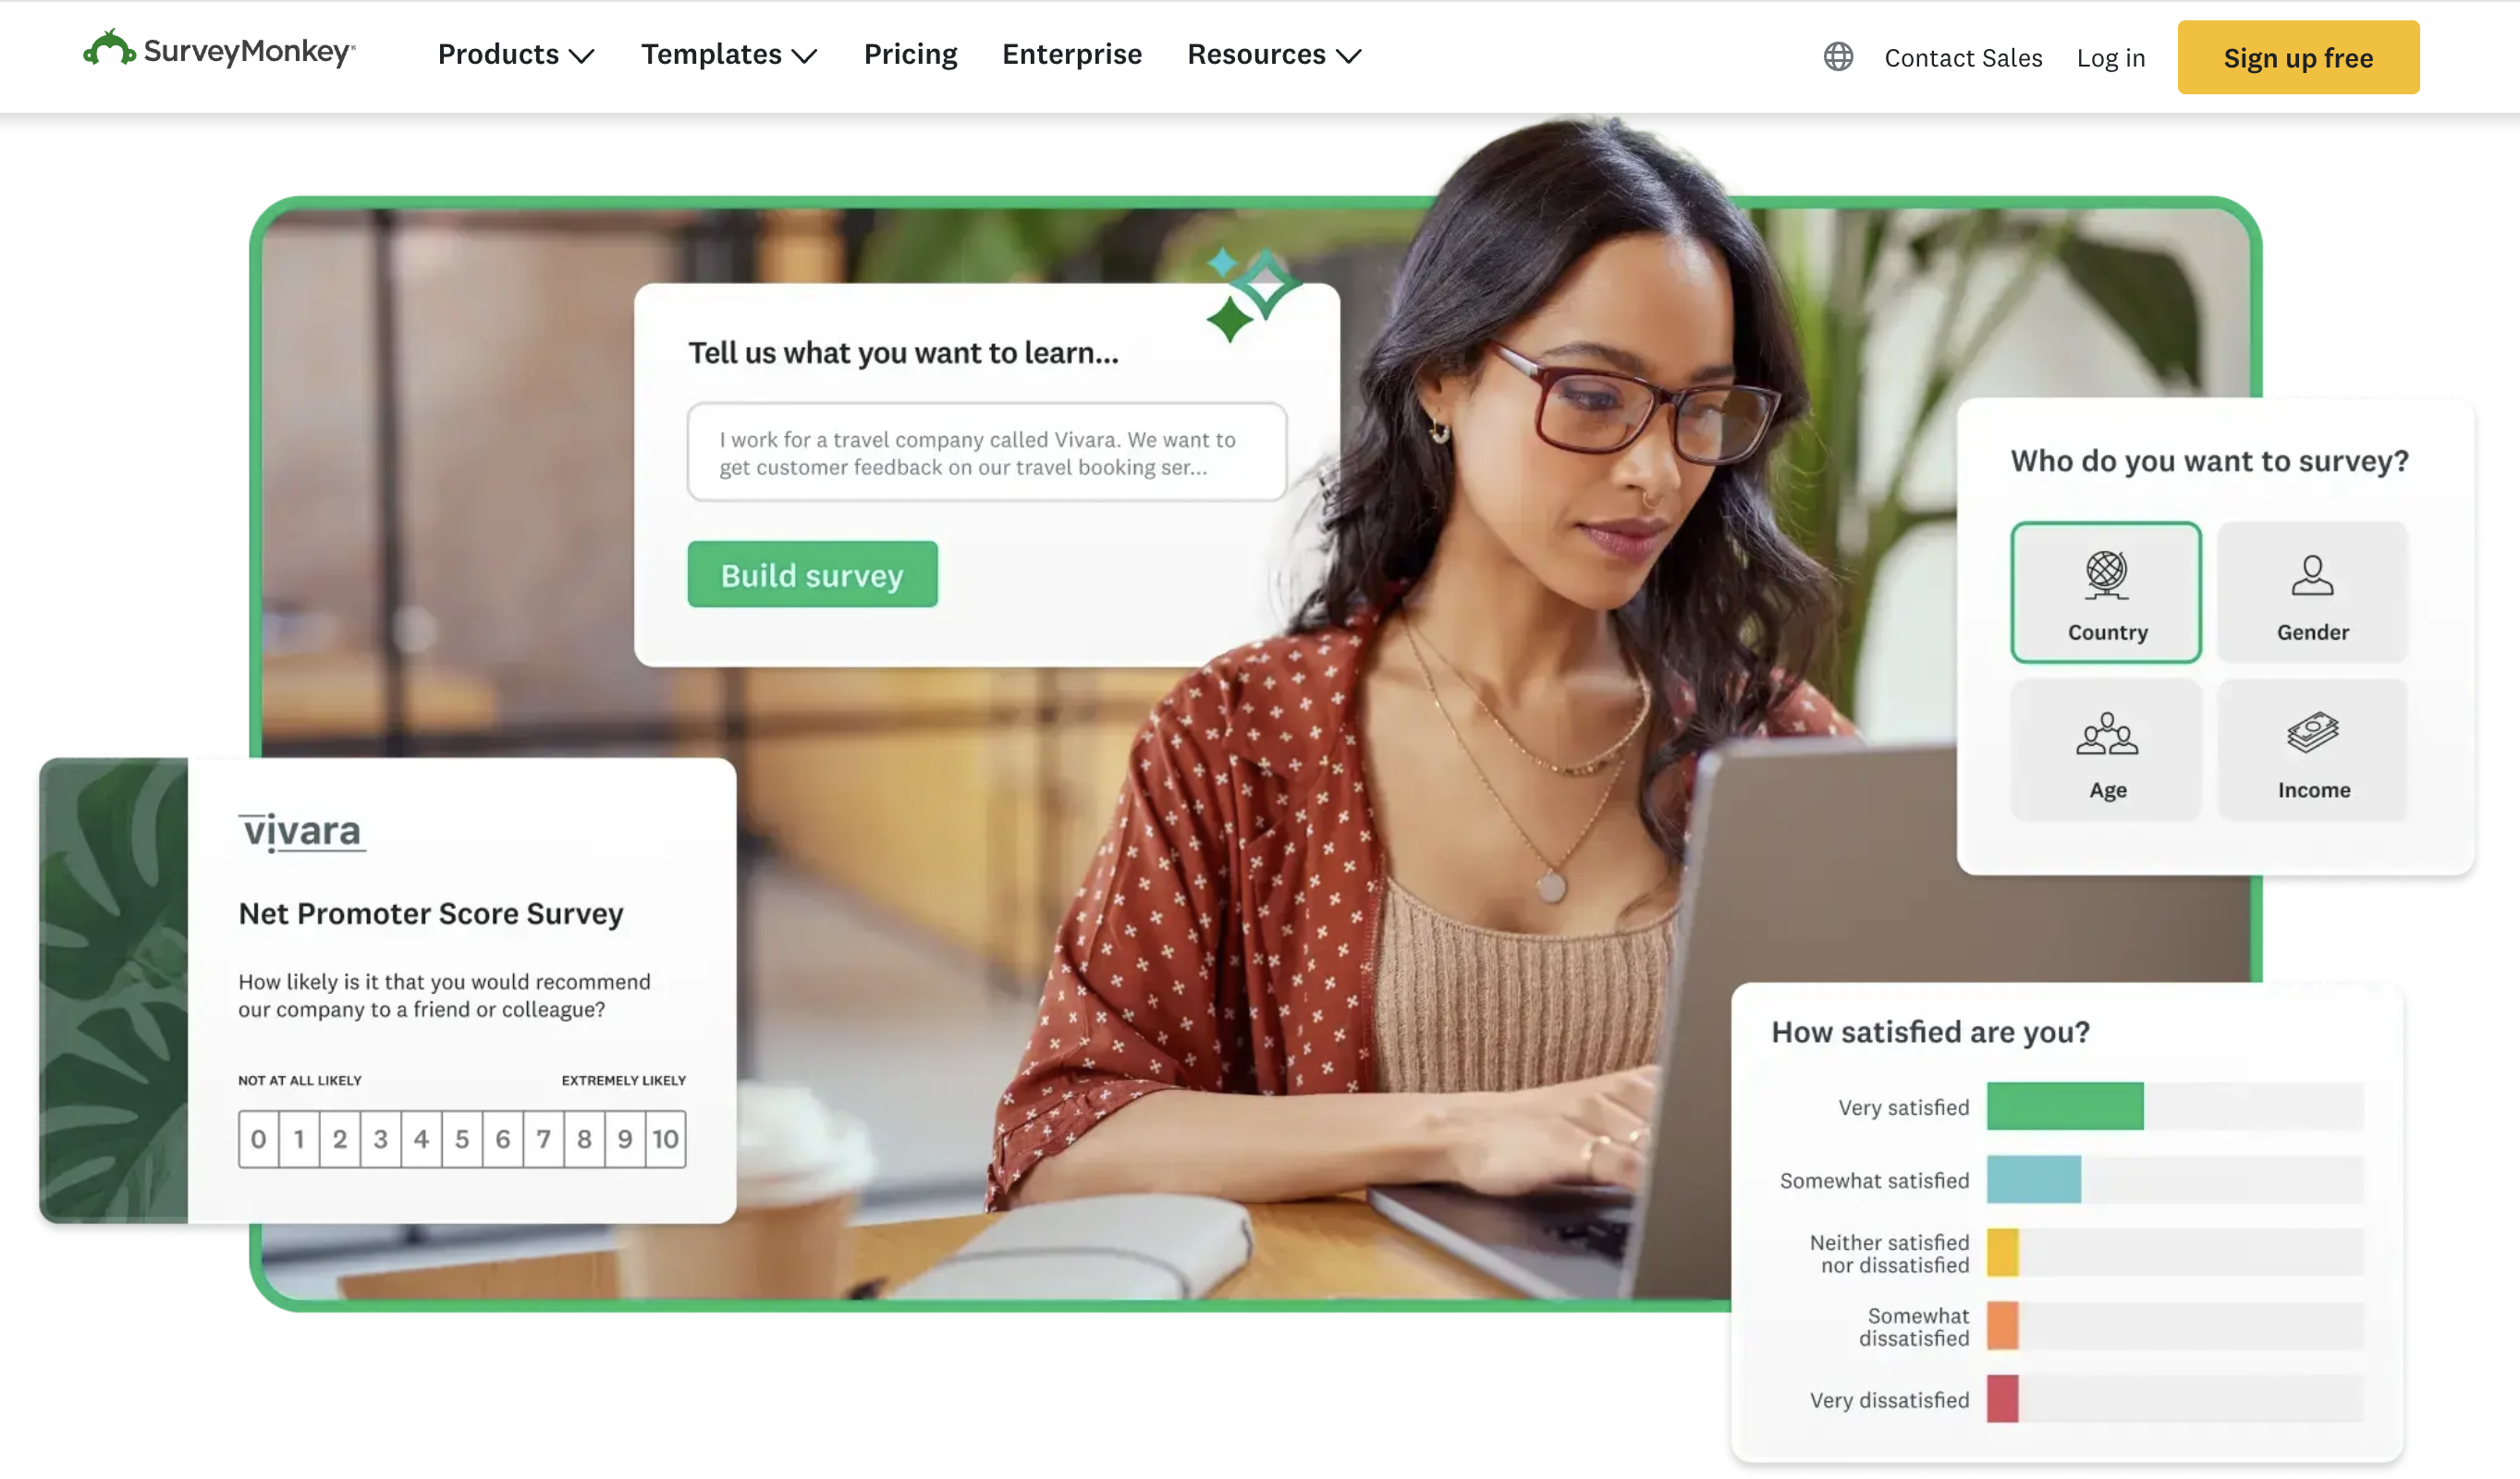 SurveyMonkey
Products
Templates
Pricing
Enterprise
Resources
Contact Sales
Log in
Sign up free
Tell us what you want to learn...
I work for a travel company called Vivara. We want to
get customer feedback on our travel booking ser...
Build survey
Who do you want to survey?
Country
Gender
Age
Income
vivara
Net Promoter Score Survey
How likely is it that you would recommend
our company to a friend or colleague?
NOT AT ALL LIKELY
EXTREMELY LIKELY
0 1 2 3 4 5 6 7 8 9 10
How satisfied are you?
Very satisfied
Somewhat satisfied
Neither satisfied
nor dissatisfied
Somewhat
dissatisfied
Very dissatisfied